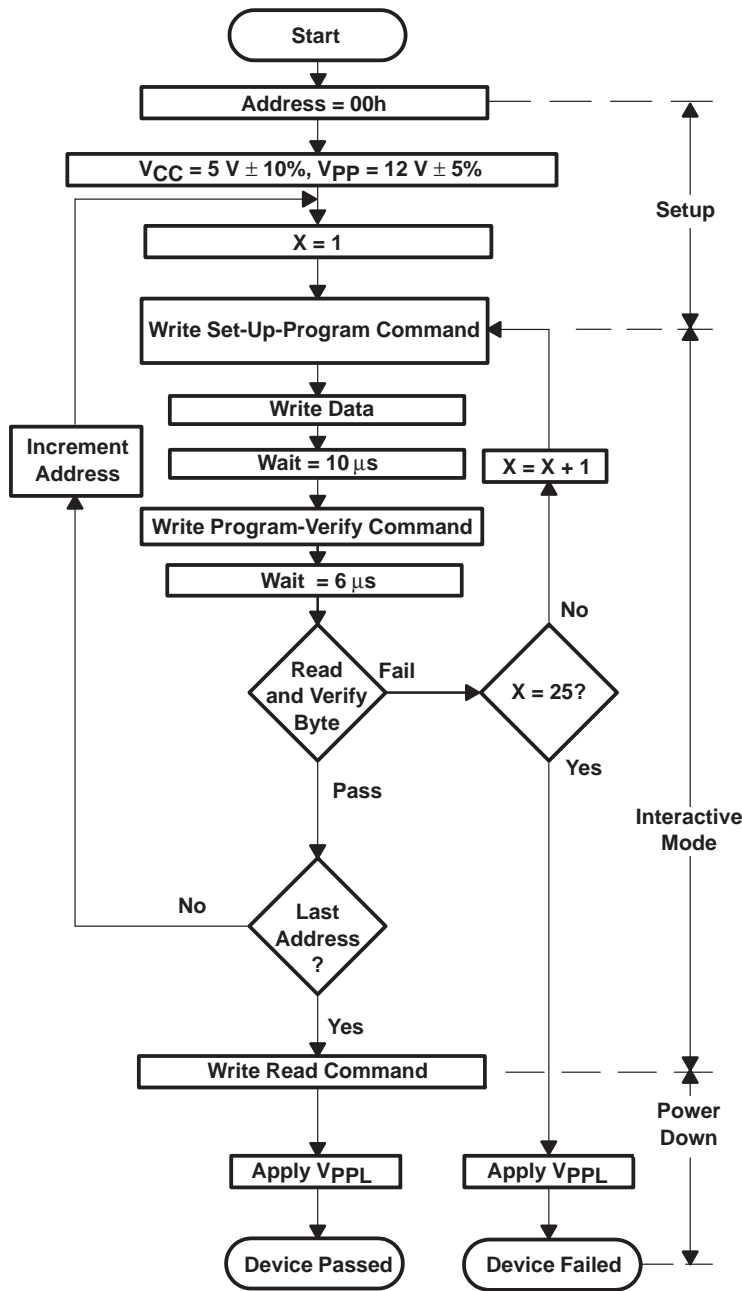 Start
Address = 00h
VCC = 5 V ± 10%, VPP = 12 V ± 5%
Setup
X = 1
Write Set-Up-Program Command
Write Data
Increment
Address
Wait = 10 μs
X = X + 1
Write Program-Verify Command
Wait = 6 μs
No
Read
and Verify
Byte
Fail
X = 25?
Yes
Pass
Interactive
Mode
No
Last
Address
?
Yes
Write Read Command
Power
Down
Apply VPPL
Apply VPPL
Device Passed
Device Failed